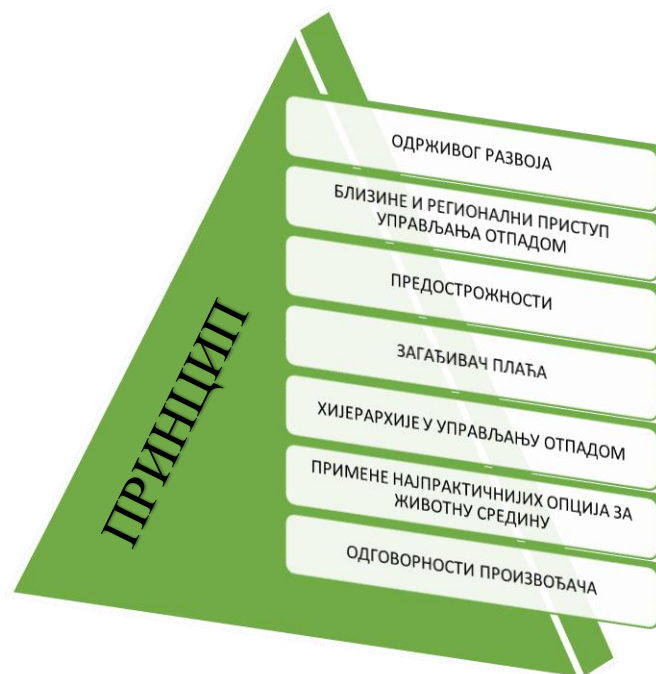 ПРИНЦИП
ОДРЖИВОГ РАЗВОЈА
БЛИЗИНЕ И РЕГИОНАЛНИ ПРИСТУП
УПРАВЉАЊА ОТПАДОМ
ПРЕДОСТРОЖНОСТИ
ЗАГАЂИВАЧ ПЛАЋА
ХИЈЕРАРХИЈЕ У УПРАВЉАЊУ ОТПАДОМ
ПРИМЕНЕ НАЈПРАКТИЧНИЈИХ ОПЦИЈА ЗА
ЖИВОТНУ СРЕДИНУ
ОДГОВОРНОСТИ ПРОИЗВОЂАЧА